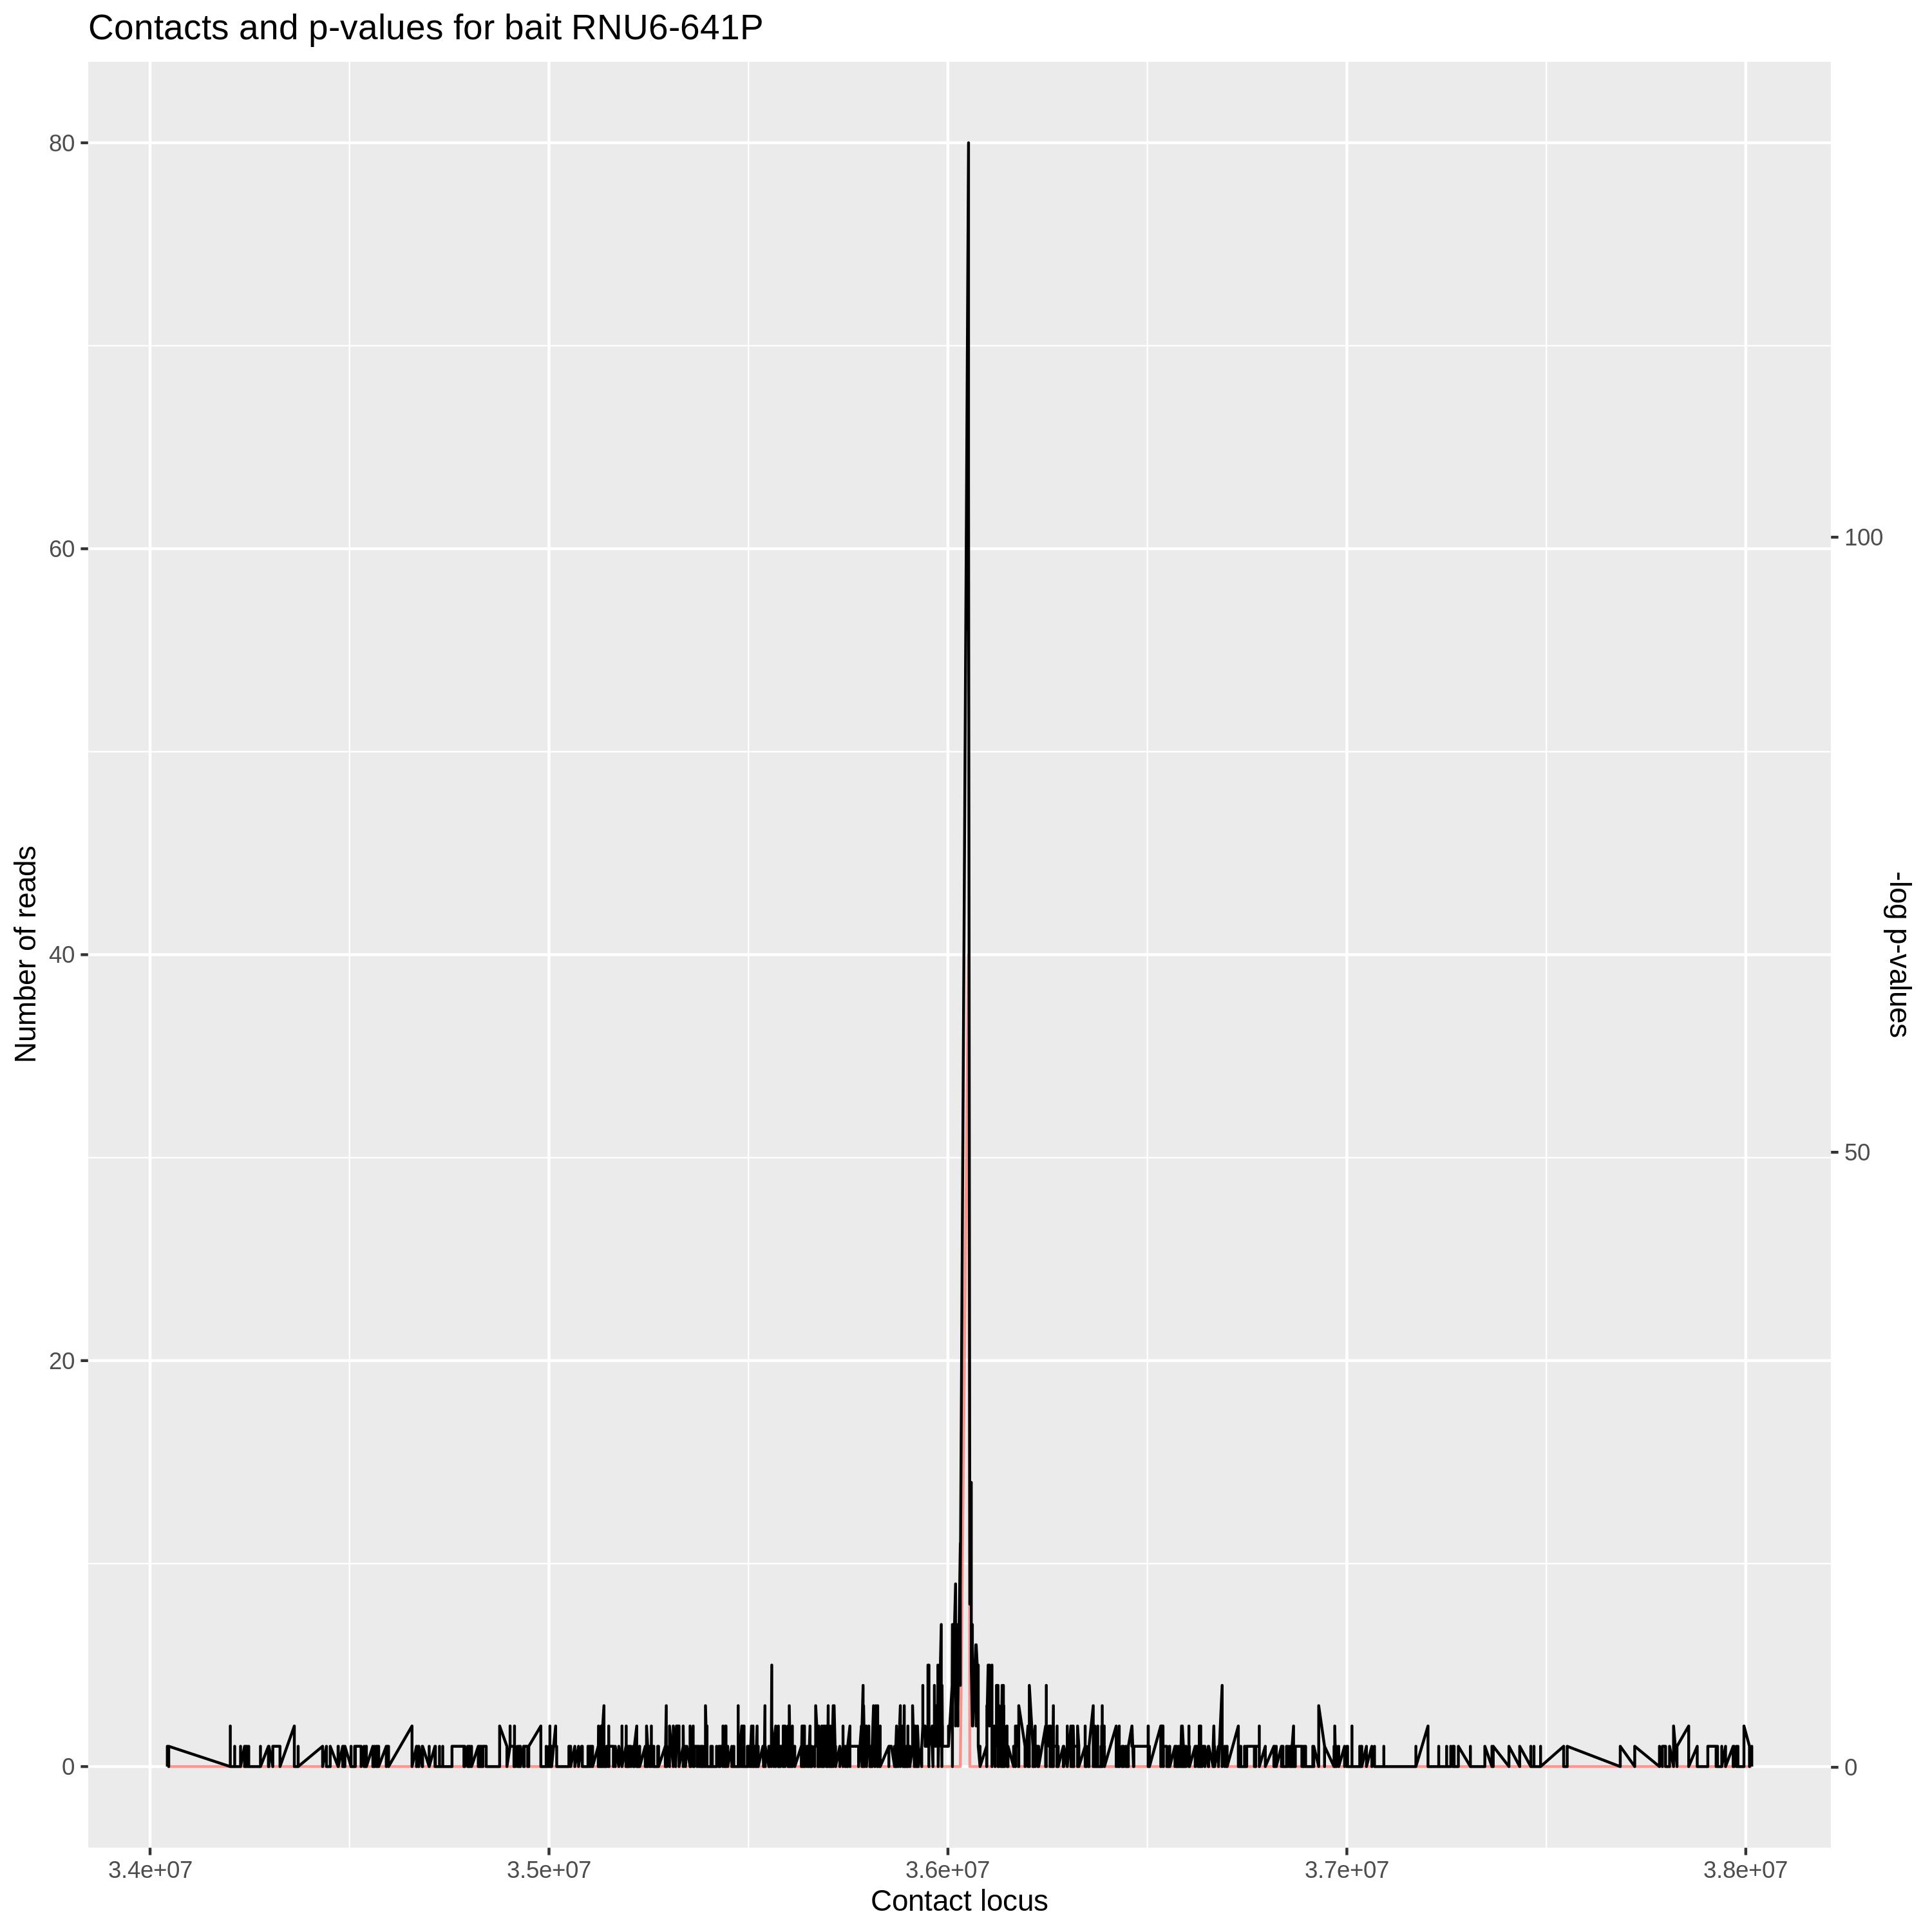 Contacts and p-values for bait RNU6-641P
80
60
40
20
0
Number of reads
100
50
0
-log p-values
3.4e+07
3.5e+07
3.6e+07
3.7e+07
3.8e+07
Contact locus